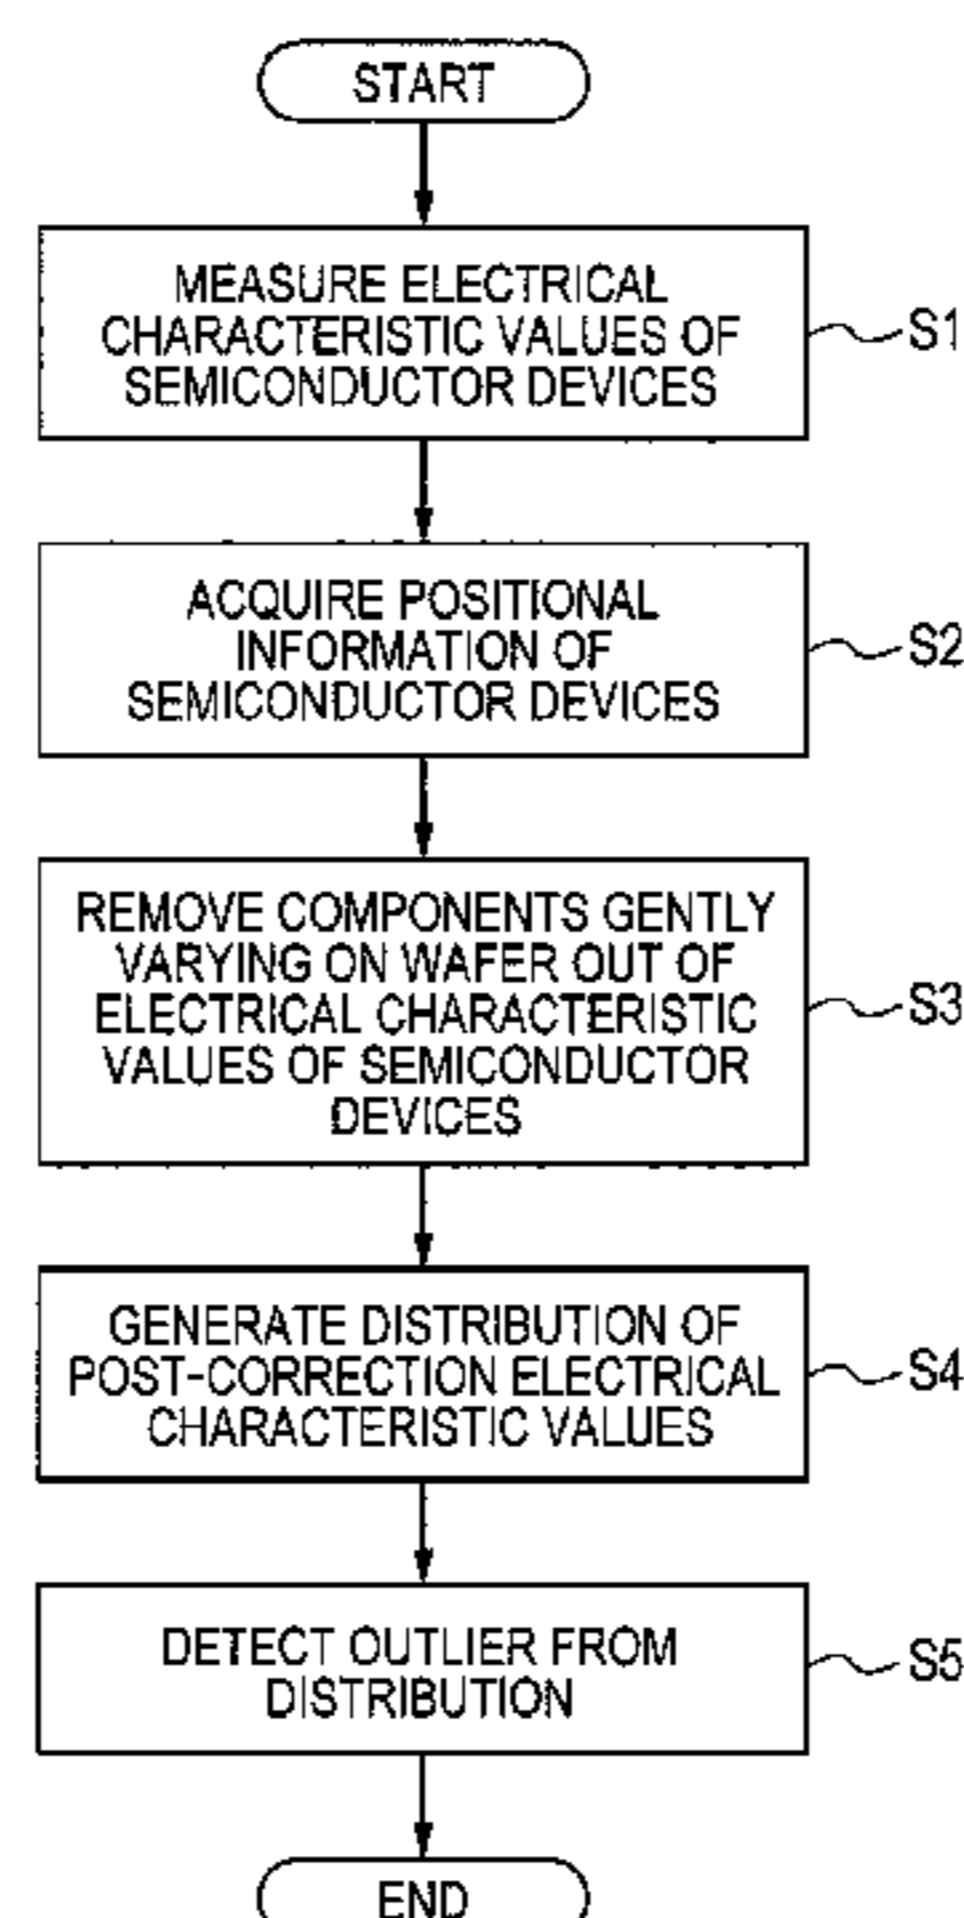 START
MEASURE ELECTRICAL
CHARACTERISTIC VALUES OF
SEMICONDUCTOR DEVICES
S1
ACQUIRE POSITIONAL
INFORMATION OF
SEMICONDUCTOR DEVICES
S2
REMOVE COMPONENTS GENTLY
VARYING ON WAFER OUT OF
ELECTRICAL CHARACTERISTIC
VALUES OF SEMICONDUCTOR
DEVICES
S3
GENERATE DISTRIBUTION OF
POST-CORRECTION ELECTRICAL
CHARACTERISTIC VALUES
S4
DETECT OUTLIER FROM
DISTRIBUTION
S5
END